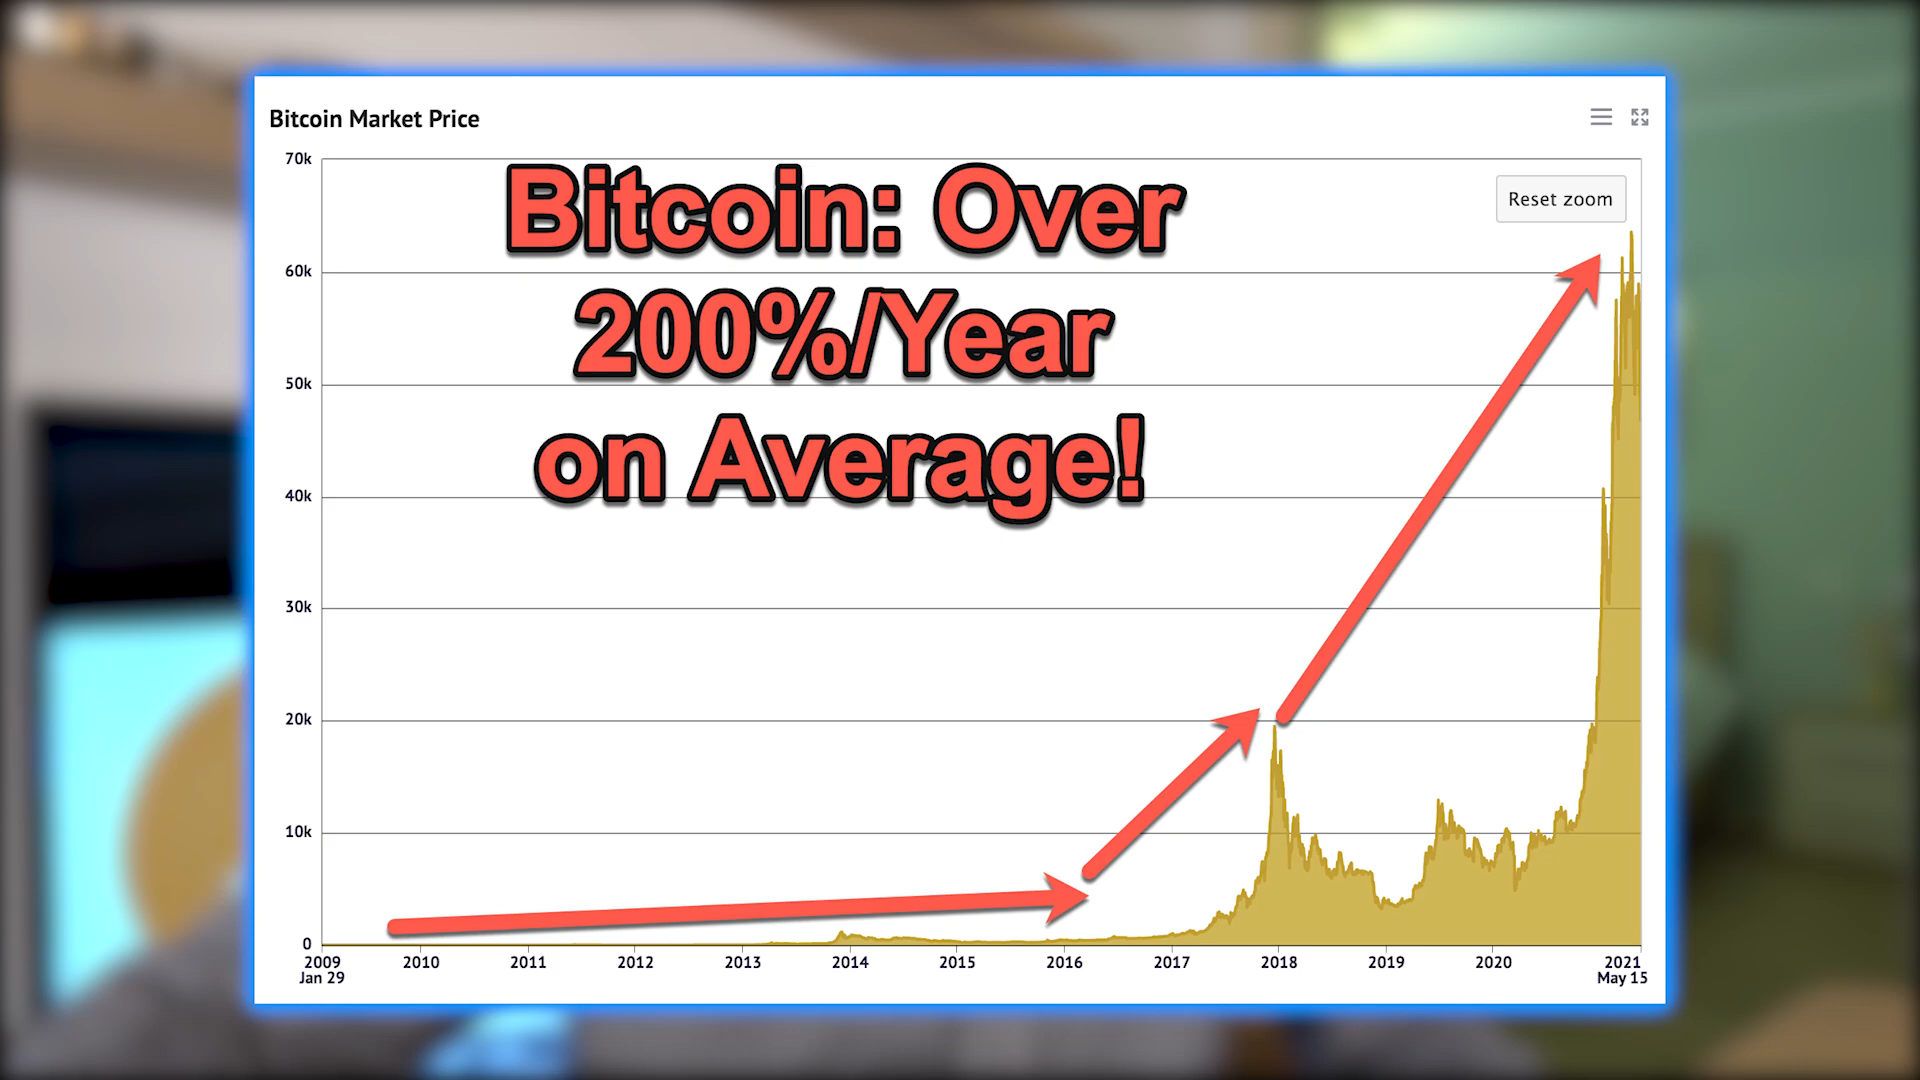 Bitcoin Market Price
70k
Reset zoom
Bitcoin: Over
200%/Year
on Average!
60k
50k
40k
30k
20k
10k
0
2009 2010 2011 2012 2013 2014 2015 2016 2017 2018 2019 2020 2021
Jan 29 May 15